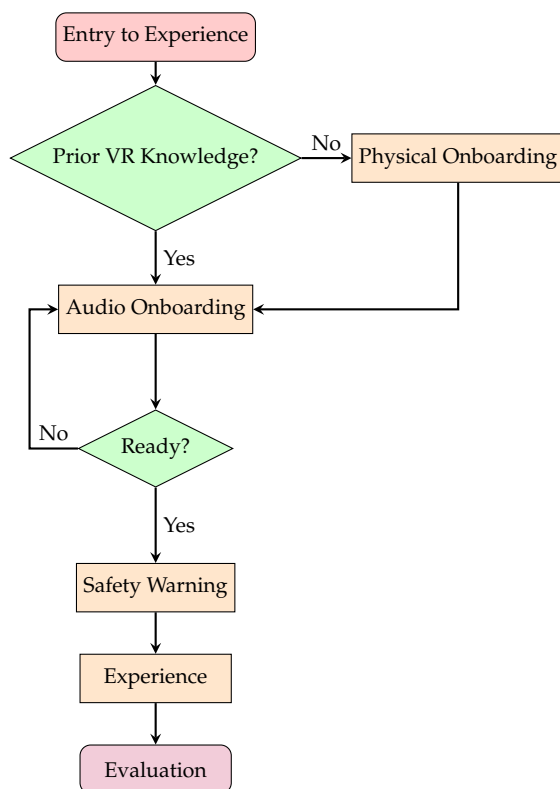 Entry to Experience
Prior VR Knowledge?
No
Physical Onboarding
Yes
Audio Onboarding
No
Ready?
Yes
Safety Warning
Experience
Evaluation